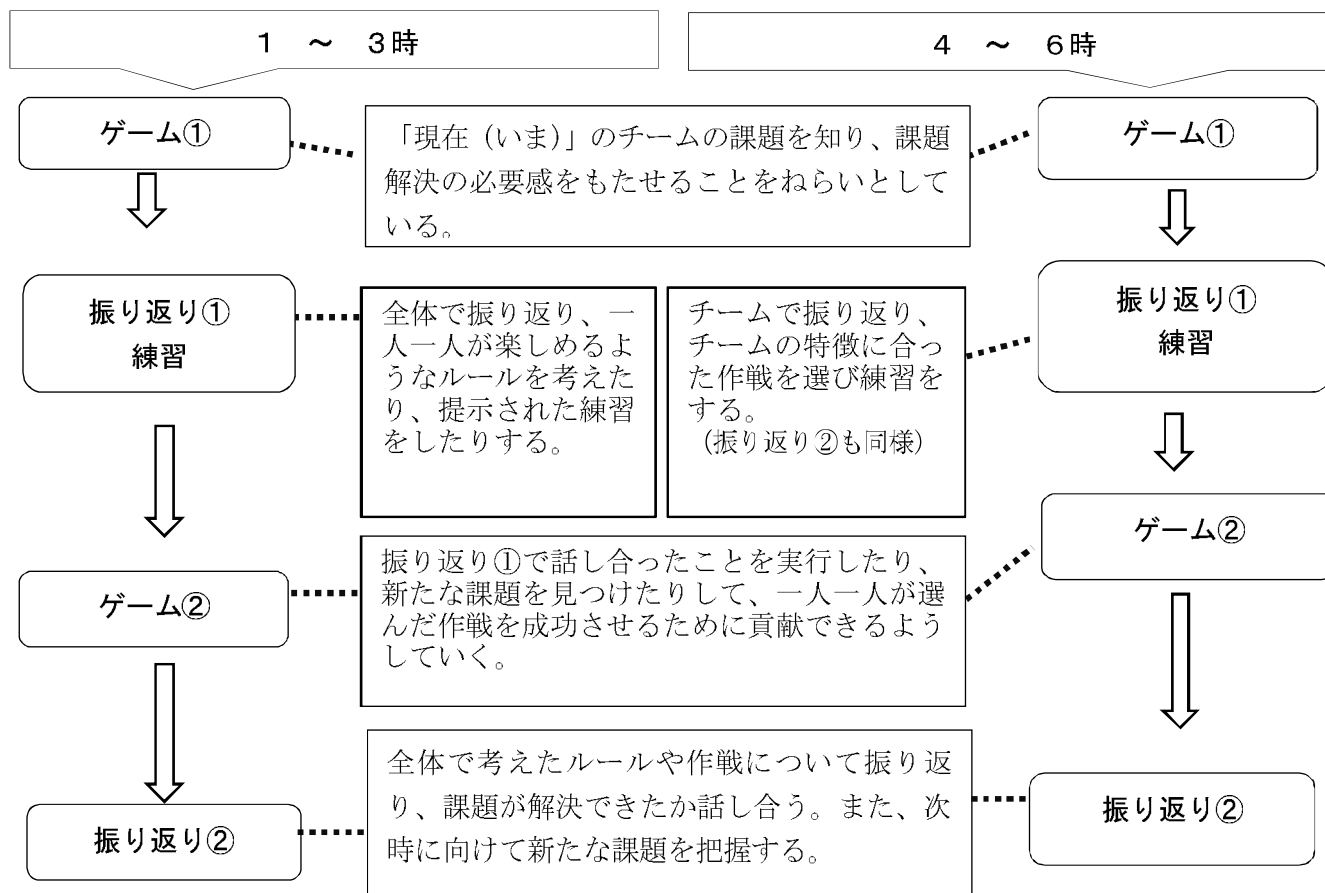 1 ～ 3時
4 ～ 6時
ゲーム①
「現在（いま）」のチームの課題を知り、課題
解決の必要感をもたせることをねらいとして
いる。
ゲーム①
振り返り①
練習
全体で振り返り、一
人一人が楽しめるよ
うなルールを考えた
り、提示された練習
をしたりする。
チームで振り返り、
チームの特徴に合っ
た作戦を選び練習を
する。
（振り返り②も同様）
振り返り①
練習
ゲーム②
振り返り①で話し合ったことを実行したり、
新たな課題を見つけたりして、一人一人が選
んだ作戦を成功させるために貢献できるよう
していく。
ゲーム②
振り返り②
全体で考えたルールや作戦について振り返
り、課題が解決できたか話し合う。また、次
時に向けて新たな課題を把握する。
振り返り②